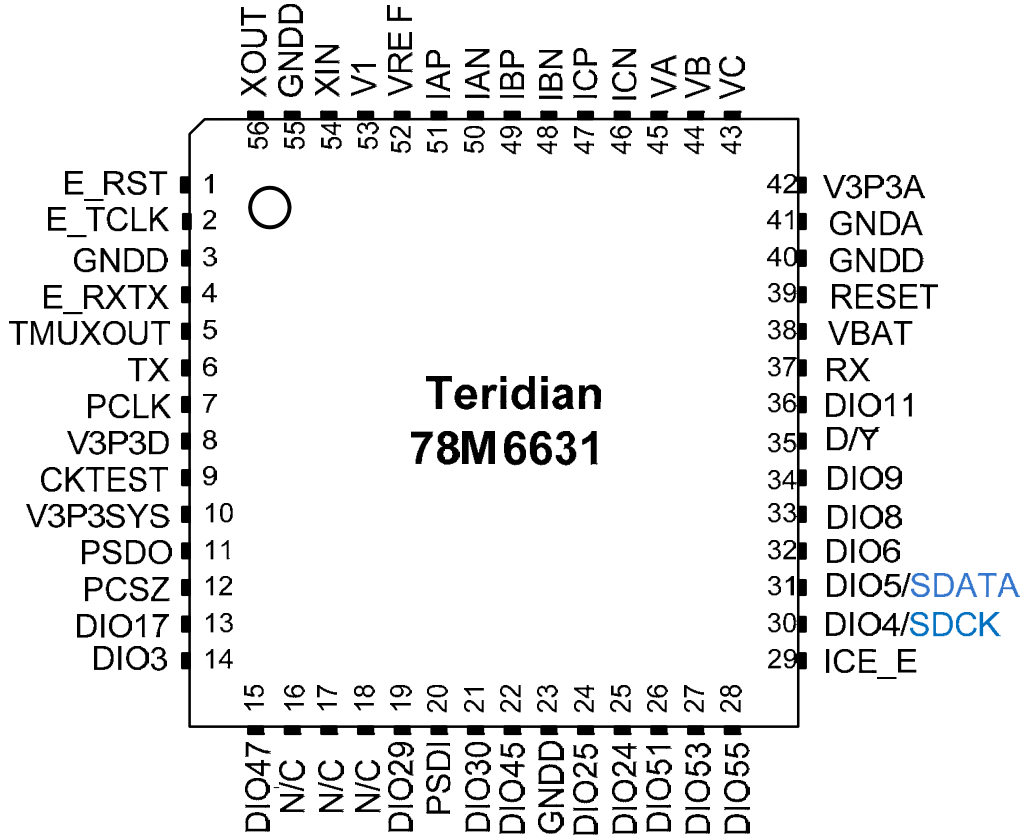 XOUT
GNDD
XIN
V1
VRE F
IAP
IAN
IBP
IBN
ICP
ICN
VA
VB
VC
56
55
54
53
52
51
50
49
48
47
46
45
44
43
E_RST 1
E_TCLK 2
GNDD 3
E_RXTX 4
TMUXOUT 5
TX 6
PCLK 7
V3P3D 8
CKTEST 9
V3P3SYS 10
PSDO 11
PCSZ 12
DIO17 13
DIO3 14
Teridian
78M6631
42 V3P3A
41 GNDA
40 GNDD
39 RESET
38 VBAT
37 RX
36 DIO11
35 D/Y
34 DIO9
33 DIO8
32 DIO6
31 DIO5/SDATA
30 DIO4/SDCK
29 ICE_E
15
16
17
18
19
20
21
22
23
24
25
26
27
28
DIO47
N/C
N/C
N/C
DIO29
PSDI
DIO30
DIO45
GNDD
DIO25
DIO24
DIO51
DIO53
DIO55